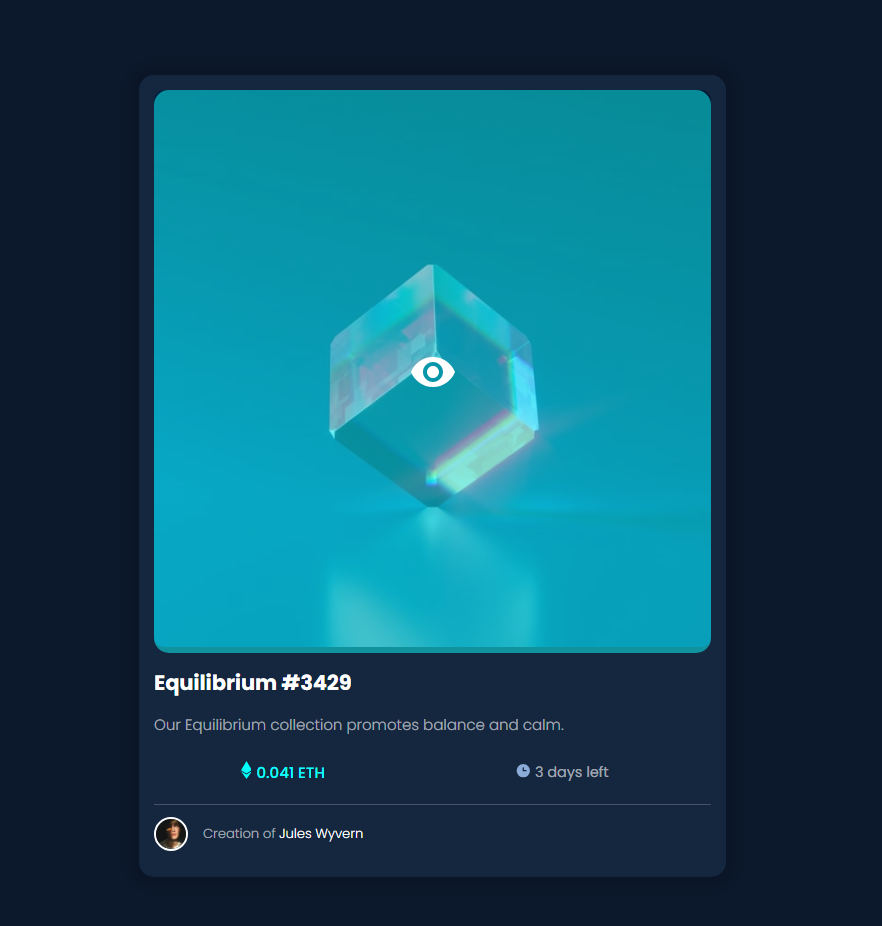 Equilibrium #3429
Our Equilibrium collection promotes balance and calm.
0.041 ETH
3 days left
Creation of Jules Wyvern